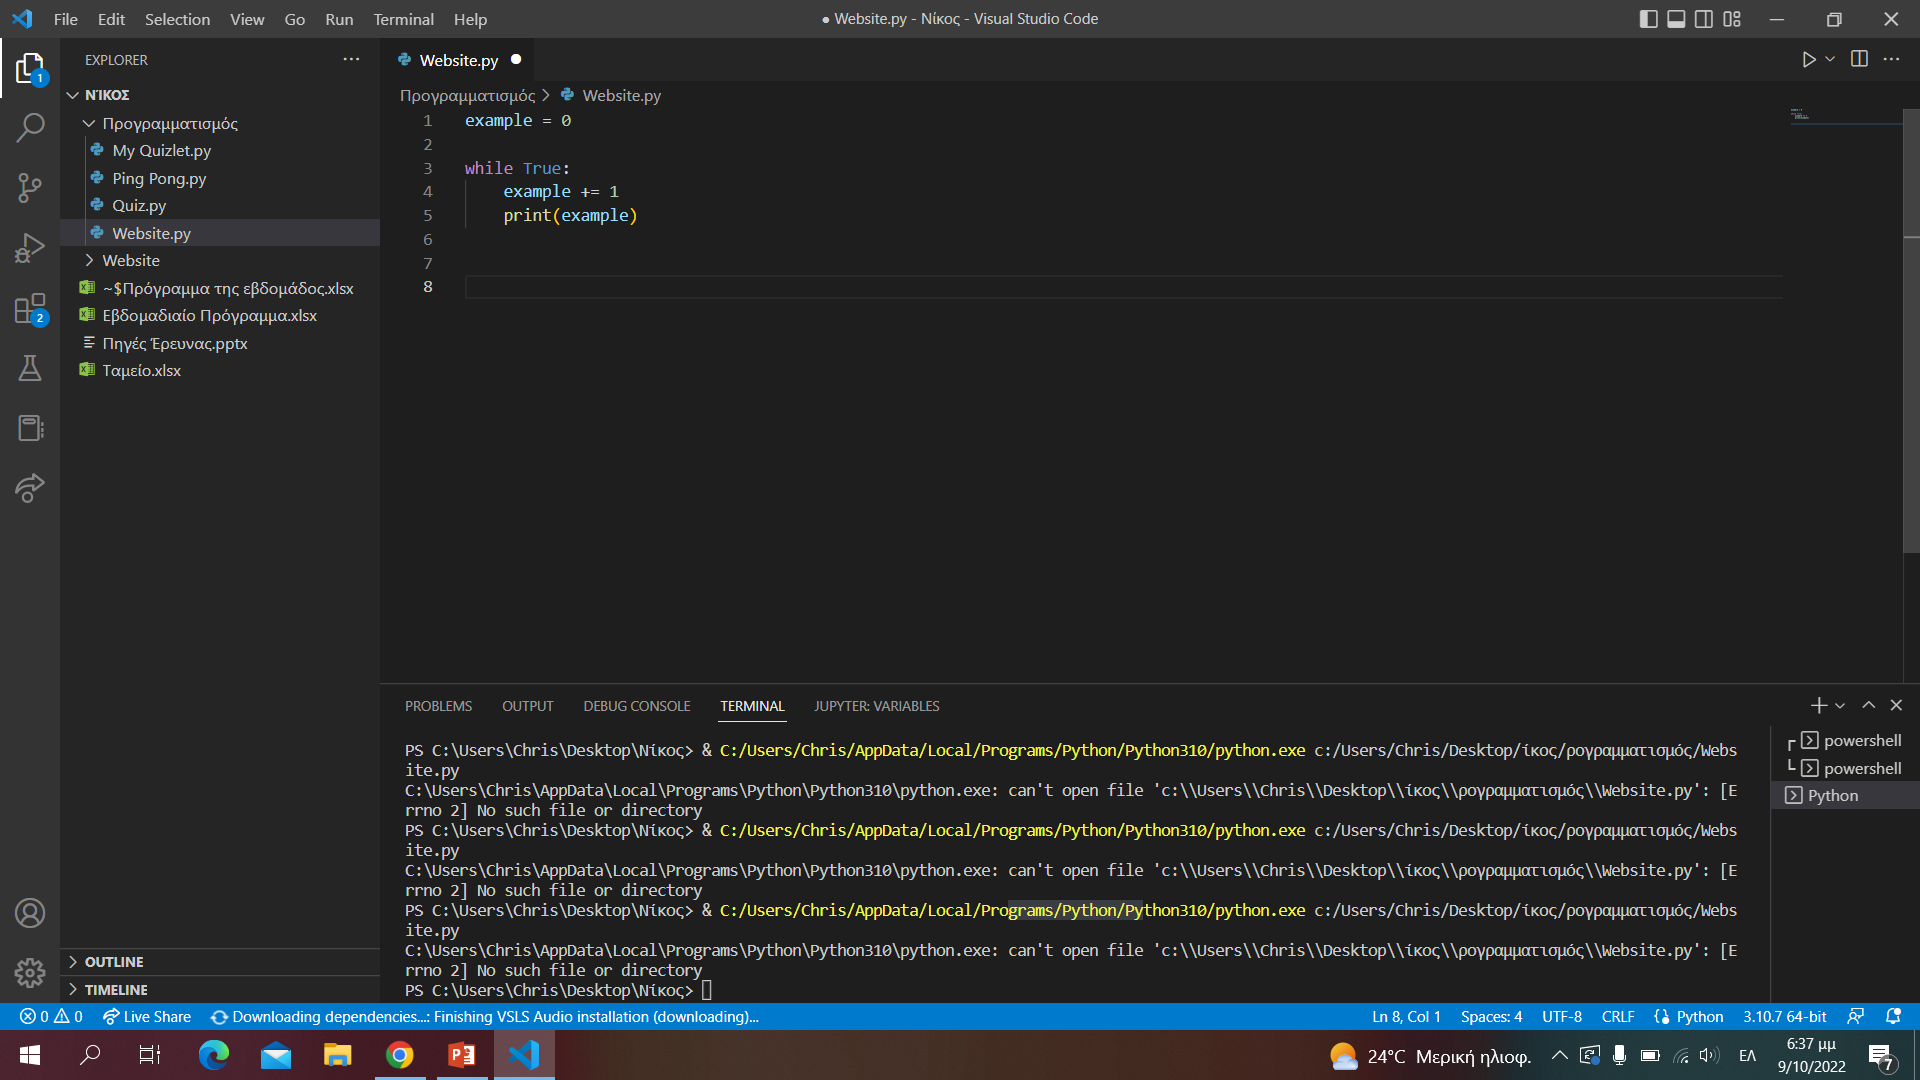 File Edit Selection View Go Run Terminal Help
● Website.py - Νίκος - Visual Studio Code
EXPLORER
Website.py
ΝΊΚΟΣ
Προγραμματισμός
My Quizlet.py
Ping Pong.py
Quiz.py
Website.py
Website
~$Πρόγραμμα της εβδομάδος.xlsx
Εβδομαδιαίο Πρόγραμμα.xlsx
Πηγές Έρευνας.pptx
Ταμείο.xlsx
1
2
OUTLINE
TIMELINE
Προγραμματισμός > Website.py
1 example = 0
2
3 while True:
4 example += 1
5 print(example)
6
7
8
PROBLEMS OUTPUT DEBUG CONSOLE TERMINAL JUPYTER: VARIABLES
PS C:\Users\Chris\Desktop\Νίκος> & C:/Users/Chris/AppData/Local/Programs/Python/Python310/python.exe c:/Users/Chris/Desktop/ίκος/ρογραμματισμός/Webs
ite.py
C:\Users\Chris\AppData\Local\Programs\Python\Python310\python.exe: can't open file 'c:\\Users\\Chris\\Desktop\\ίκος\\ρογραμματισμός\\Website.py': [E
rrno 2] No such file or directory
PS C:\Users\Chris\Desktop\Νίκος> & C:/Users/Chris/AppData/Local/Programs/Python/Python310/python.exe c:/Users/Chris/Desktop/ίκος/ρογραμματισμός/Webs
ite.py
C:\Users\Chris\AppData\Local\Programs\Python\Python310\python.exe: can't open file 'c:\\Users\\Chris\\Desktop\\ίκος\\ρογραμματισμός\\Website.py': [E
rrno 2] No such file or directory
PS C:\Users\Chris\Desktop\Νίκος> & C:/Users/Chris/AppData/Local/Programs/Python/Python310/python.exe c:/Users/Chris/Desktop/ίκος/ρογραμματισμός/Webs
ite.py
C:\Users\Chris\AppData\Local\Programs\Python\Python310\python.exe: can't open file 'c:\\Users\\Chris\\Desktop\\ίκος\\ρογραμματισμός\\Website.py': [E
rrno 2] No such file or directory
PS C:\Users\Chris\Desktop\Νίκος>
powershell
powershell
Python
0 0 Live Share Downloading dependencies...: Finishing VSLS Audio installation (downloading)...
Ln 8, Col 1 Spaces: 4 UTF-8 CRLF Python 3.10.7 64-bit
24°C Μερική ηλιοφ.
ΕΛ
6:37 μμ
9/10/2022
7